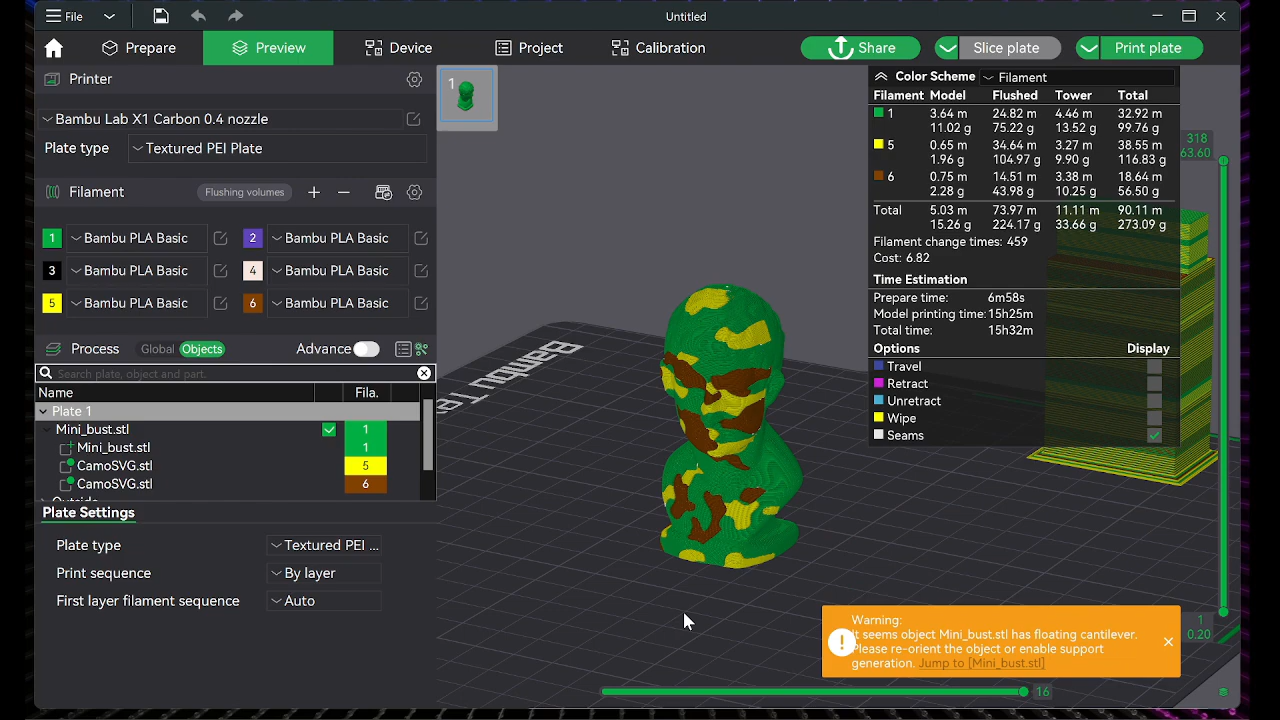 File
Untitled
Prepare
Preview
Device
Project
Calibration
Share
Slice plate
Print plate
Printer
Bambu Lab X1 Carbon 0.4 nozzle
Plate type
Textured PEI Plate
Filament
Flushing volumes
1 Bambu PLA Basic
2 Bambu PLA Basic
3 Bambu PLA Basic
4 Bambu PLA Basic
5 Bambu PLA Basic
6 Bambu PLA Basic
Process
Global
Objects
Advance
Search plate, object and part.
Name
Fila.
Plate 1
Mini_bust.stl 1
Mini_bust.stl 1
CamoSVG.stl 5
CamoSVG.stl 6
Plate Settings
Plate type
Textured PEI ...
Print sequence
By layer
First layer filament sequence
Auto
1
Bambu Te
Color Scheme
Filament
Filament Model Flushed Tower Total
1 3.64 m 24.82 m 4.46 m 32.92 m
11.02 g 75.22 g 13.52 g 99.76 g
5 0.65 m 34.64 m 3.27 m 38.55 m
1.96 g 104.97 g 9.90 g 116.83 g
6 0.75 m 14.51 m 3.38 m 18.64 m
2.28 g 43.98 g 10.25 g 56.50 g
Total 5.03 m 73.97 m 11.11 m 90.11 m
15.26 g 224.17 g 33.66 g 273.09 g
Filament change times: 459
Cost: 6.82
Time Estimation
Prepare time: 6m58s
Model printing time: 15h25m
Total time: 15h32m
Options
Display
Travel
Retract
Unretract
Wipe
Seams
318
63.60
1
0.20
Warning:
It seems object Mini_bust.stl has floating cantilever.
Please re-orient the object or enable support
generation. Jump to [Mini_bust.stl]
16